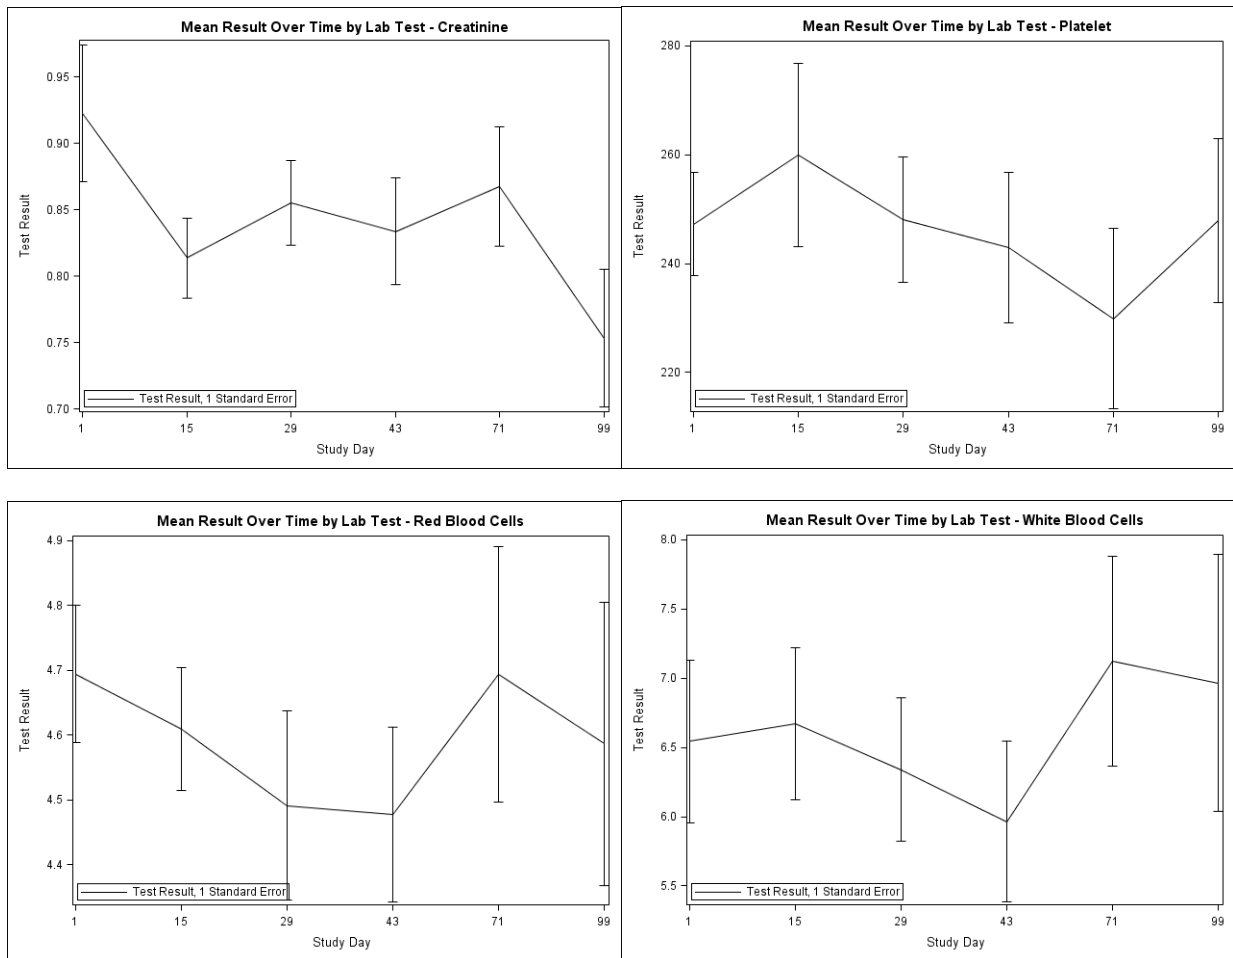 Mean Result Over Time by Lab Test - Creatinine
0.95
0.90
0.85
0.80
0.75
0.70
Test Result
Test Result, 1 Standard Error
1 15 29 43 71 99
Study Day
Mean Result Over Time by Lab Test - Platelet
280
260
240
220
Test Result
Test Result, 1 Standard Error
1 15 29 43 71 99
Study Day
Mean Result Over Time by Lab Test - Red Blood Cells
4.9
4.8
4.7
4.6
4.5
4.4
Test Result
Test Result, 1 Standard Error
1 15 29 43 71 99
Study Day
Mean Result Over Time by Lab Test - White Blood Cells
8.0
7.5
7.0
6.5
6.0
5.5
Test Result
Test Result, 1 Standard Error
1 15 29 43 71 99
Study Day